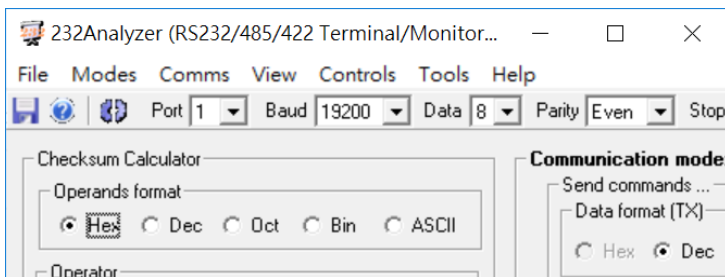 232Analyzer (RS232/485/422 Terminal/Monitor...
File Modes Comms View Controls Tools Help
Port 1 Baud 19200 Data 8 Parity Even Stop
Checksum Calculator
Operands format
Hex Dec Oct Bin ASCII
Operator
Communication mode
Send commands ...
Data format (TX)
Hex Dec